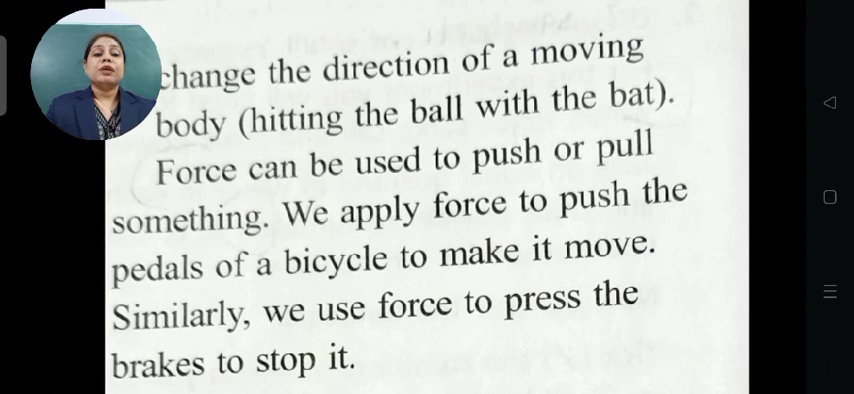 change the direction of a moving
body (hitting the ball with the bat).
Force can be used to push or pull
something. We apply force to push the
pedals of a bicycle to make it move.
Similarly, we use force to press the
brakes to stop it.